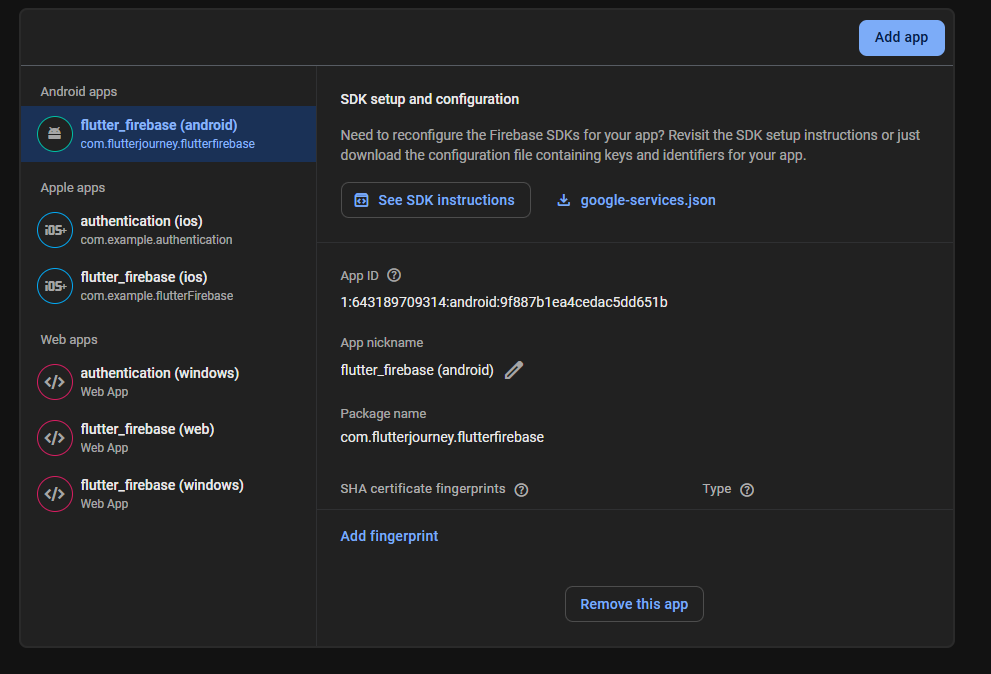 Add app
Android apps
flutter_firebase (android)
com.flutterjourney.flutterfirebase
Apple apps
iOS+
authentication (ios)
com.example.authentication
iOS+
flutter_firebase (ios)
com.example.flutterFirebase
Web apps
</>
authentication (windows)
Web App
</>
flutter_firebase (web)
Web App
</>
flutter_firebase (windows)
Web App
SDK setup and configuration
Need to reconfigure the Firebase SDKs for your app? Revisit the SDK setup instructions or just
download the configuration file containing keys and identifiers for your app.
See SDK instructions
google-services.json
App ID ?
1:643189709314:android:9f887b1ea4cedac5dd651b
App nickname
flutter_firebase (android)
Package name
com.flutterjourney.flutterfirebase
SHA certificate fingerprints ? Type ?
Add fingerprint
Remove this app